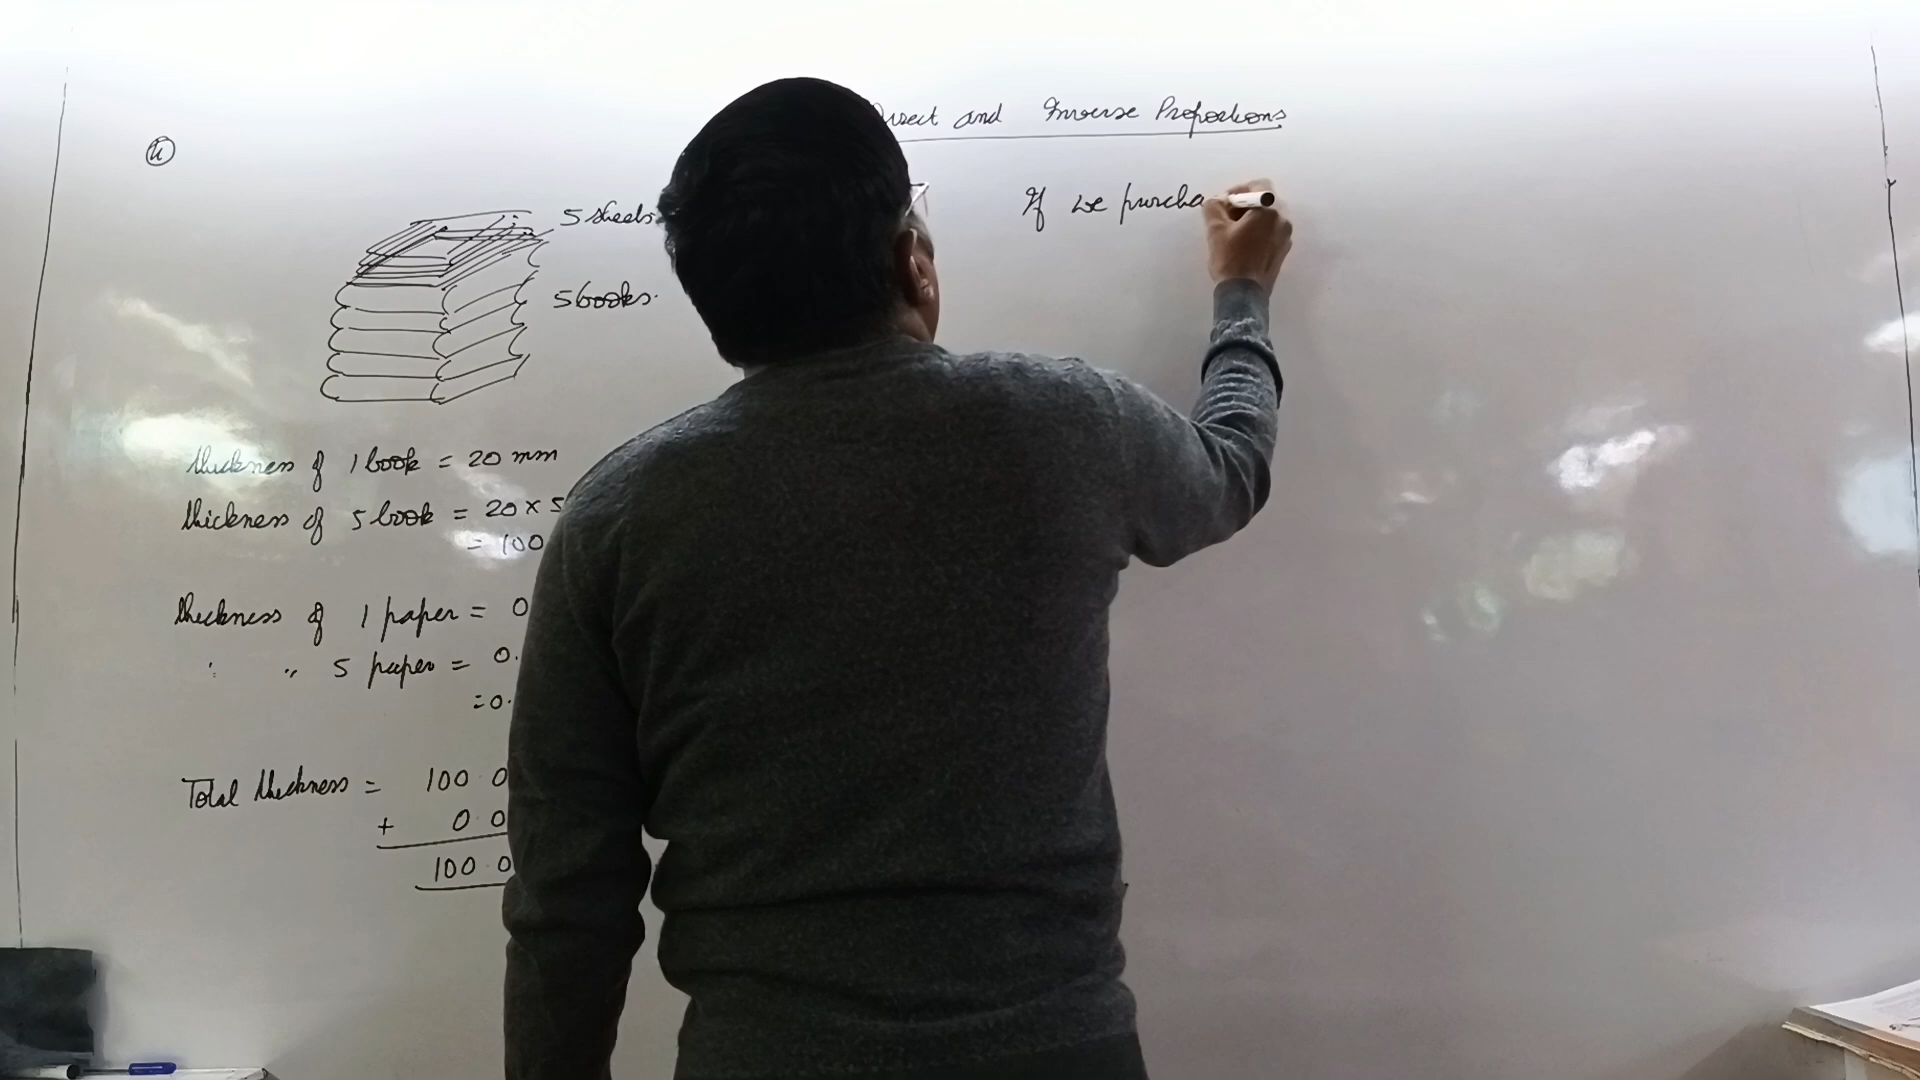 and Inverse Proportions
4
5 sheets
5 books.
If we purcha
thickness of 1 book = 20 mm
thickness of 5 book = 20 × 5
= 100
thickness of 1 paper = 0
" " 5 paper = 0.
= 0.
Total thickness = 100.0
+ 0.0
100.0